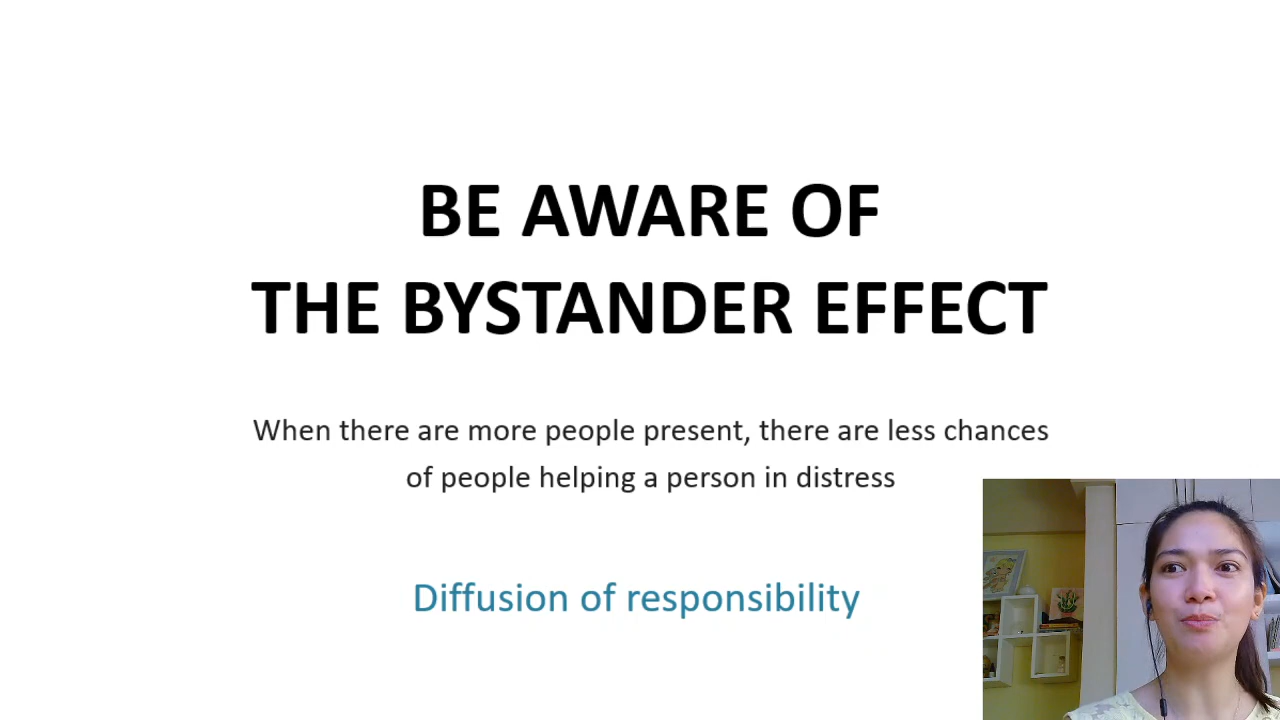 BE AWARE OF
THE BYSTANDER EFFECT
When there are more people present, there are less chances
of people helping a person in distress
Diffusion of responsibility